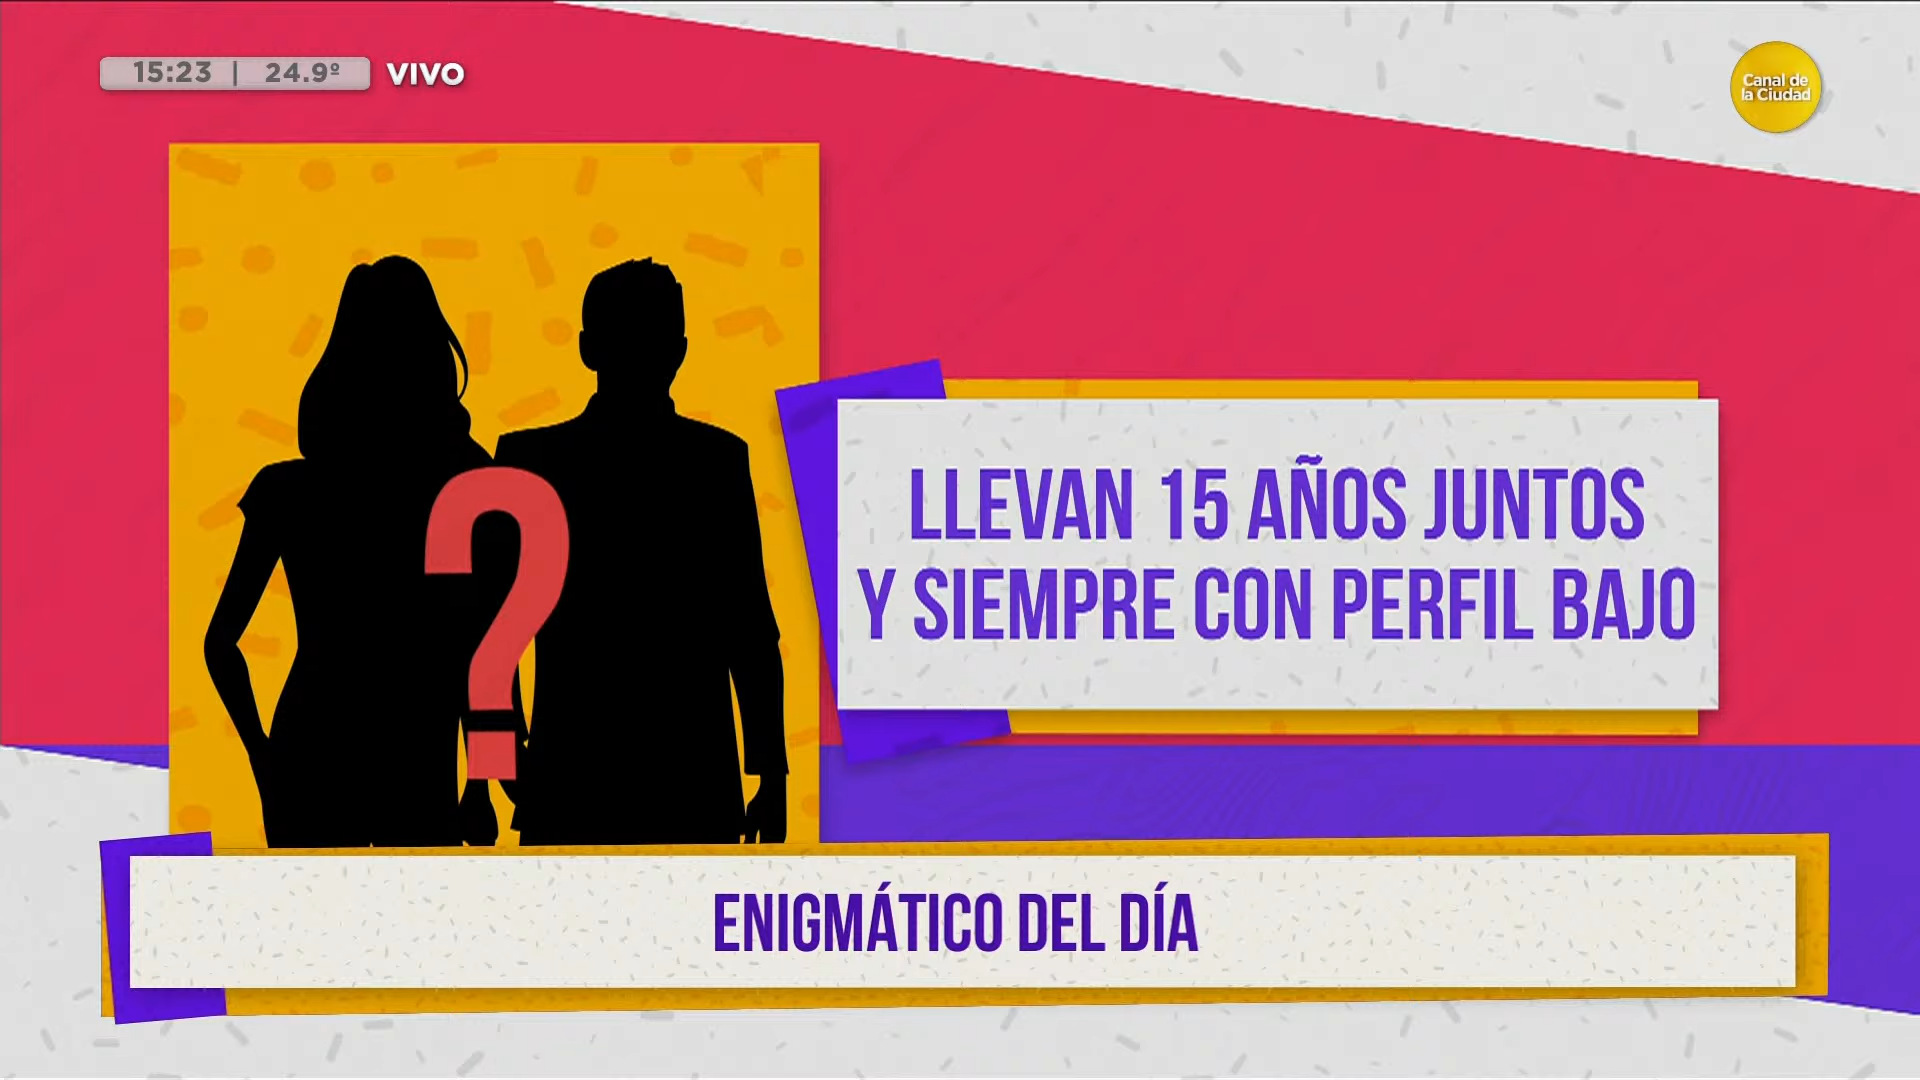 15:23 | 24.9º VIVO
Canal de
la Ciudad
LLEVAN 15 AÑOS JUNTOS
Y SIEMPRE CON PERFIL BAJO
?
ENIGMÁTICO DEL DÍA